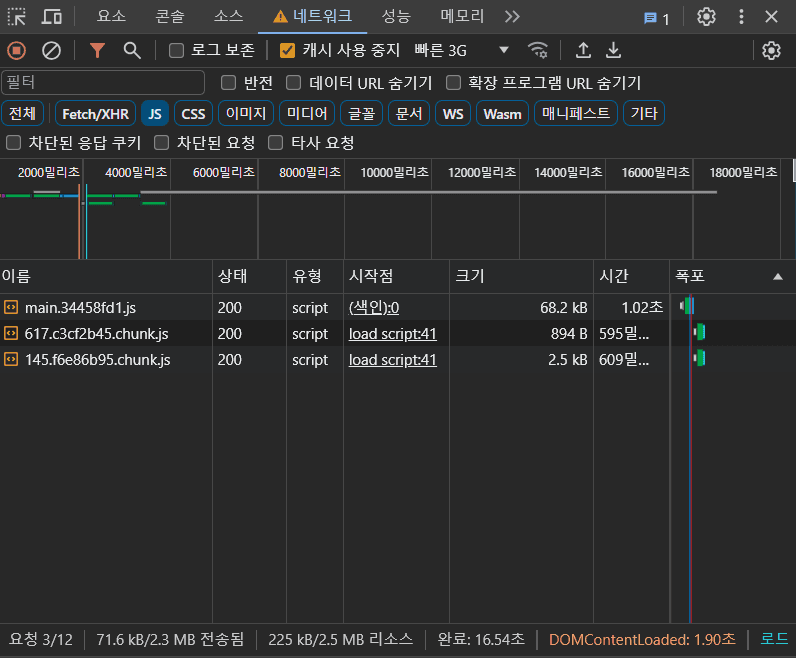 요소 콘솔 소스 네트워크 성능 메모리 1
로그 보존 캐시 사용 중지 빠른 3G
필터 반전 데이터 URL 숨기기 확장 프로그램 URL 숨기기
전체 Fetch/XHR JS CSS 이미지 미디어 글꼴 문서 WS Wasm 매니페스트 기타
차단된 응답 쿠키 차단된 요청 타사 요청
2000밀리초 4000밀리초 6000밀리초 8000밀리초 10000밀리초 12000밀리초 14000밀리초 16000밀리초 18000밀리초
이름 상태 유형 시작점 크기 시간 폭포
main.34458fd1.js 200 script (색인):0 68.2 kB 1.02초
617.c3cf2b45.chunk.js 200 script load script:41 894 B 595밀...
145.f6e86b95.chunk.js 200 script load script:41 2.5 kB 609밀...
요청 3/12 71.6 kB/2.3 MB 전송됨 225 kB/2.5 MB 리소스 완료: 16.54초 DOMContentLoaded: 1.90초 로드